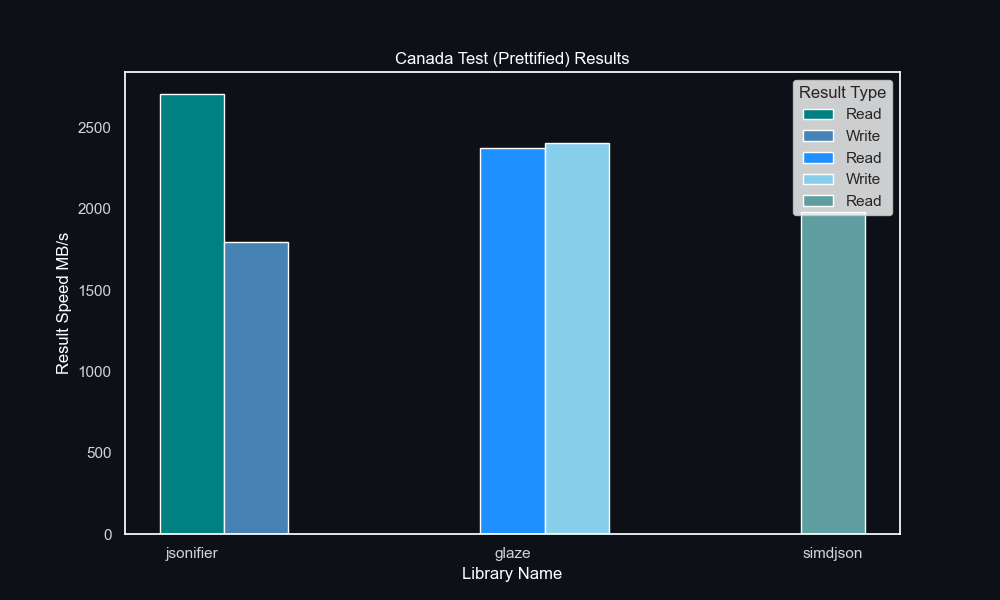 Canada Test (Prettified) Results
Result Type
Read
Write
Read
Write
Read
2500
2000
1500
1000
500
0
Result Speed MB/s
jsonifier
glaze
simdjson
Library Name